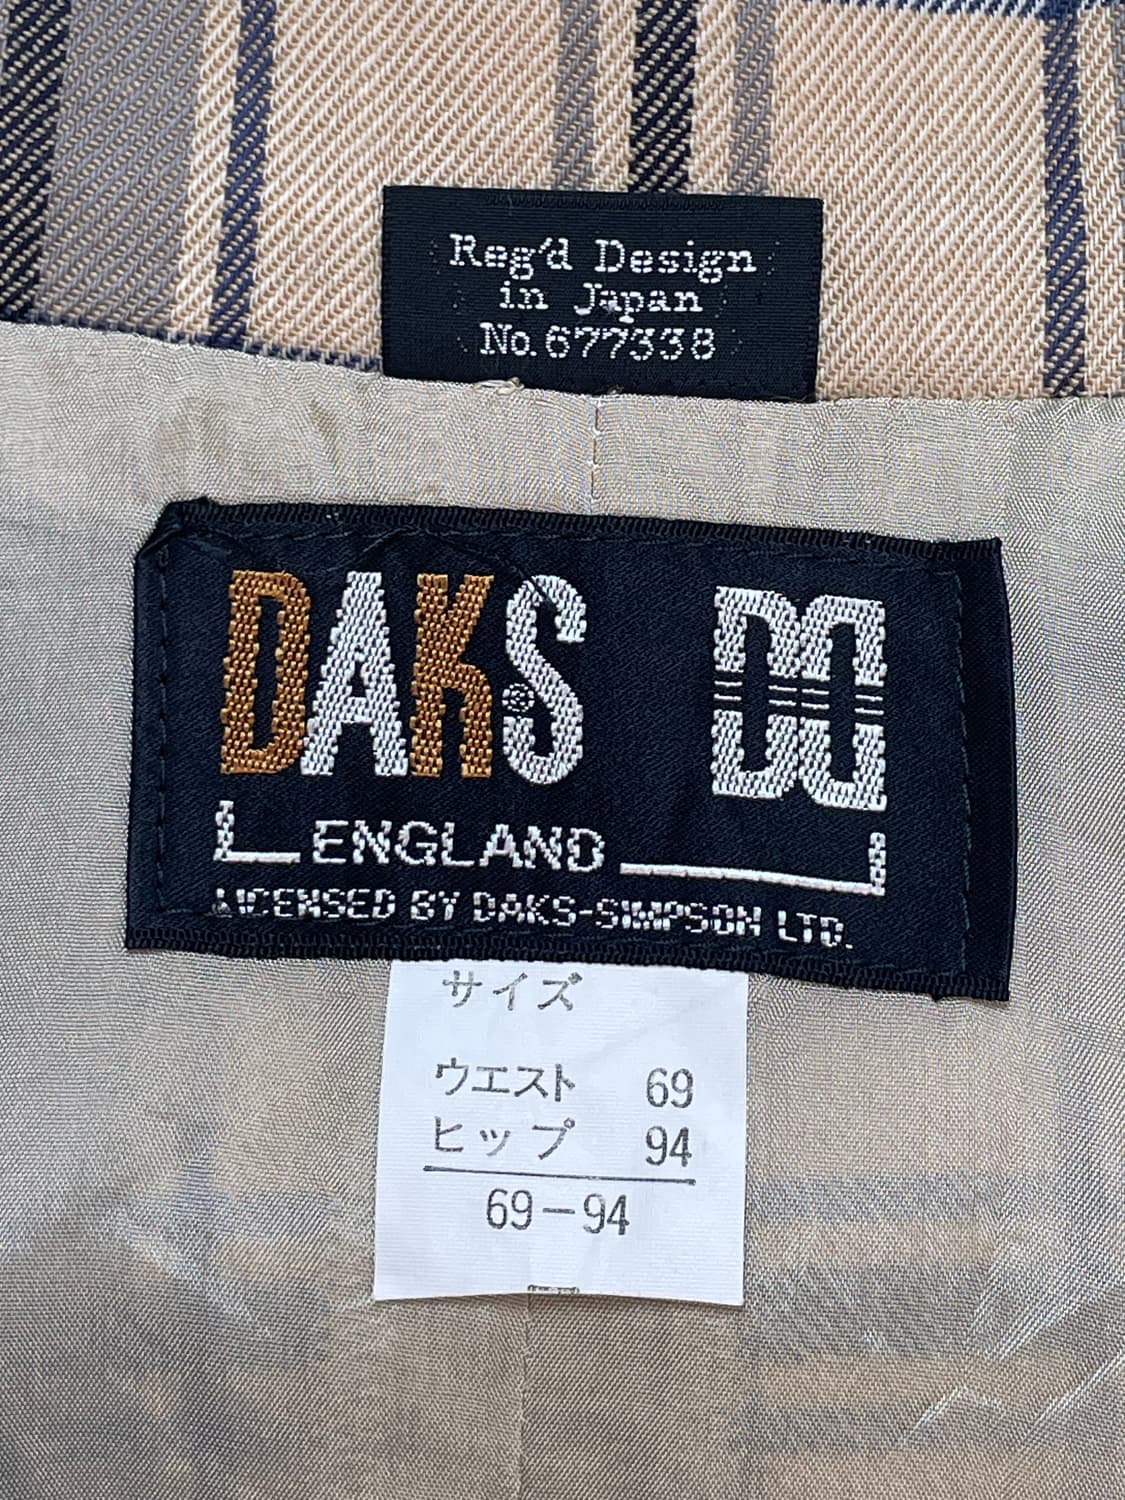 Reg'd Design
in Japan
No.677338
DAKS DD
ENGLAND
LICENSED BY DAKS-SIMPSON LTD.
サイズ
ウエスト 69
ヒップ 94
69-94